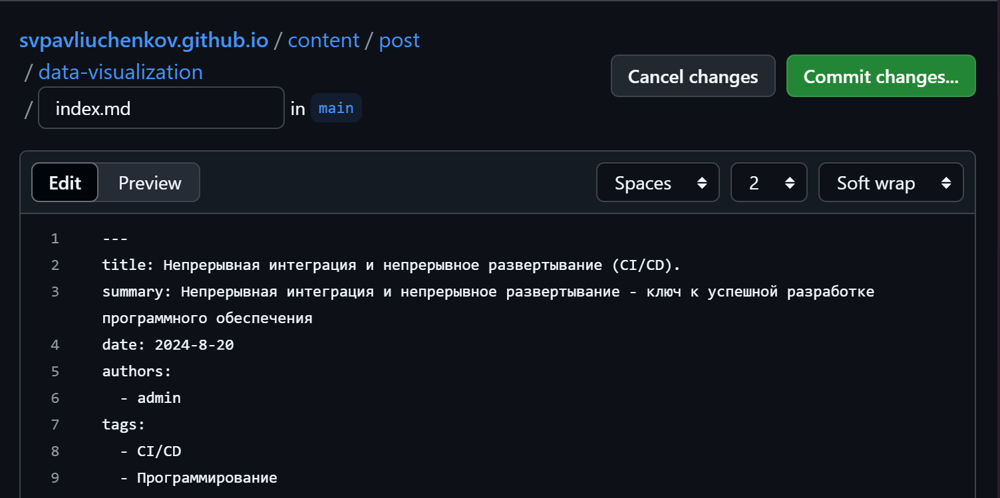 svpavliuchenkov.github.io / content / post
/ data-visualization
/ index.md in main
Cancel changes Commit changes...
Edit Preview Spaces 2 Soft wrap
1 ---
2 title: Непрерывная интеграция и непрерывное развертывание (CI/CD).
3 summary: Непрерывная интеграция и непрерывное развертывание - ключ к успешной разработке
программного обеспечения
4 date: 2024-8-20
5 authors:
6 - admin
7 tags:
8 - CI/CD
9 - Программирование